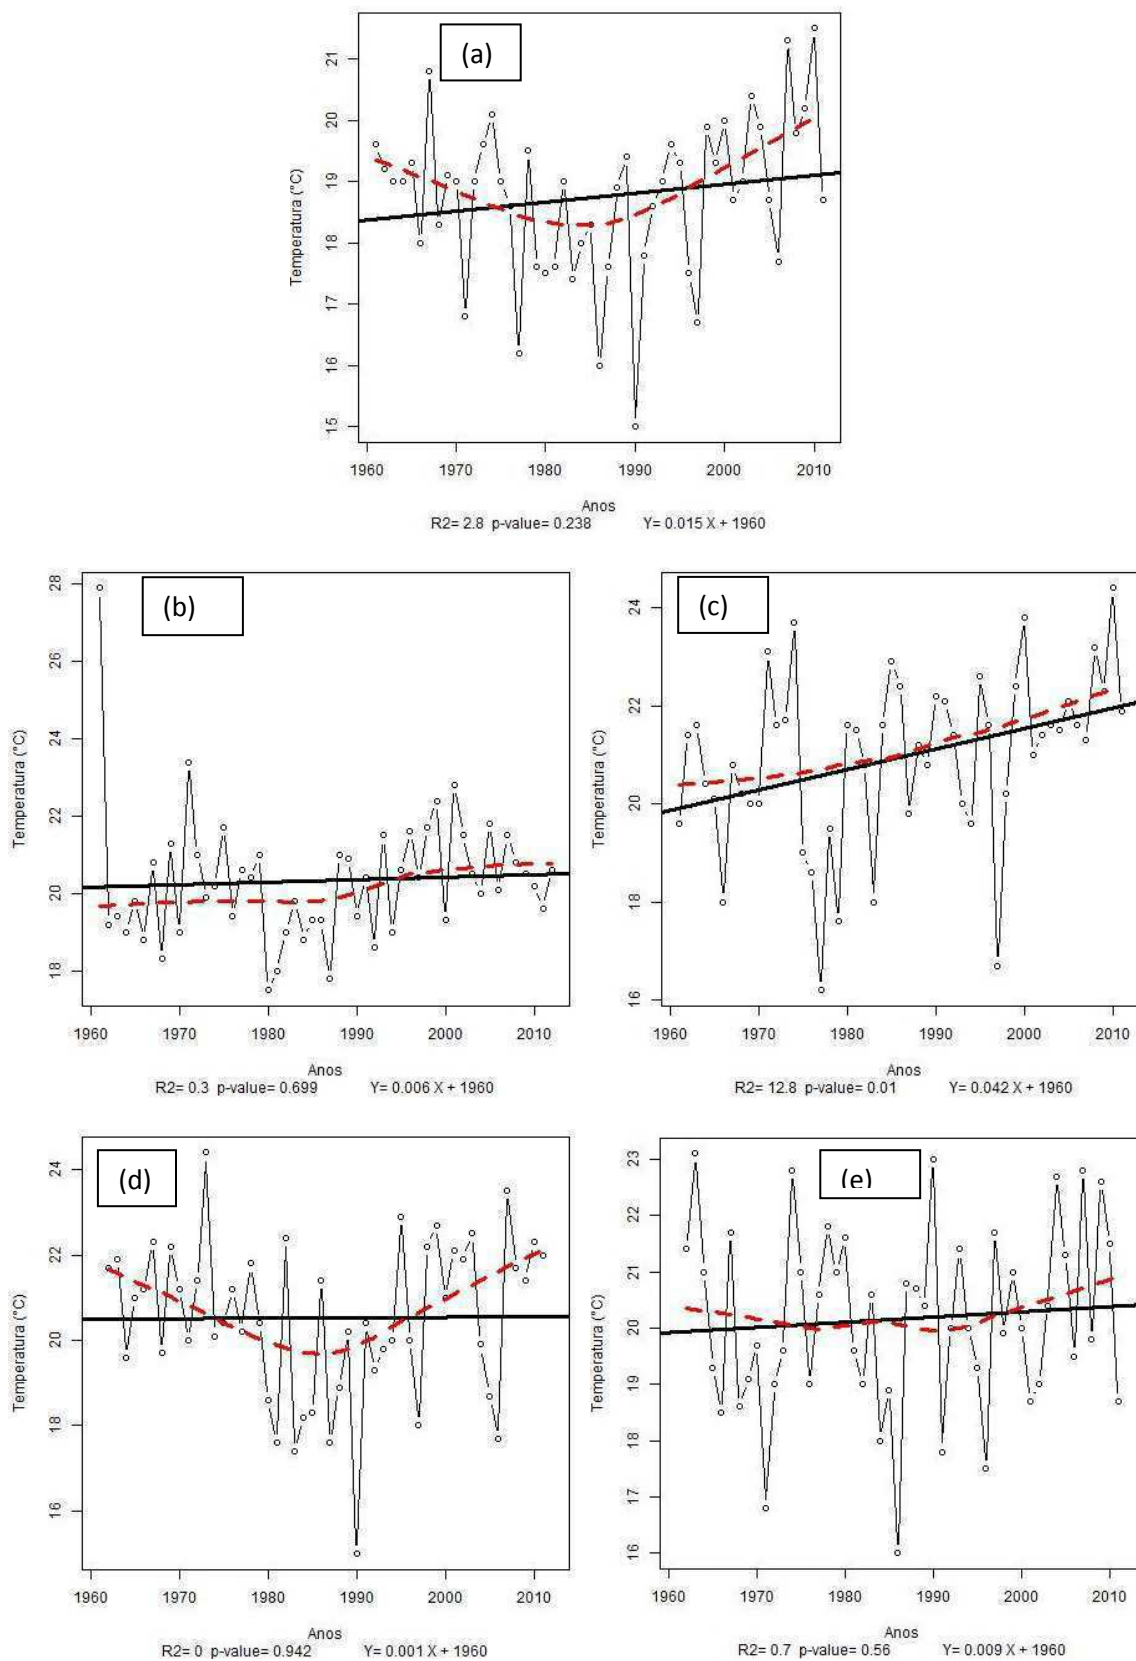 (a)
Temperatura (°C)
21
20
19
18
17
16
15
1960 1970 1980 1990 2000 2010
Anos
R2= 2.8 p-value= 0.238 Y= 0.015 X + 1960
(b)
Temperatura (°C)
28
26
24
22
20
18
1960 1970 1980 1990 2000 2010
Anos
R2= 0.3 p-value= 0.699 Y= 0.006 X + 1960
(c)
Temperatura (°C)
24
22
20
18
16
1960 1970 1980 1990 2000 2010
Anos
R2= 12.8 p-value= 0.01 Y= 0.042 X + 1960
(d)
Temperatura (°C)
24
22
20
18
16
1960 1970 1980 1990 2000 2010
Anos
R2= 0 p-value= 0.942 Y= 0.001 X + 1960
(e)
Temperatura (°C)
23
22
21
20
19
18
17
16
1960 1970 1980 1990 2000 2010
Anos
R2= 0.7 p-value= 0.56 Y= 0.009 X + 1960